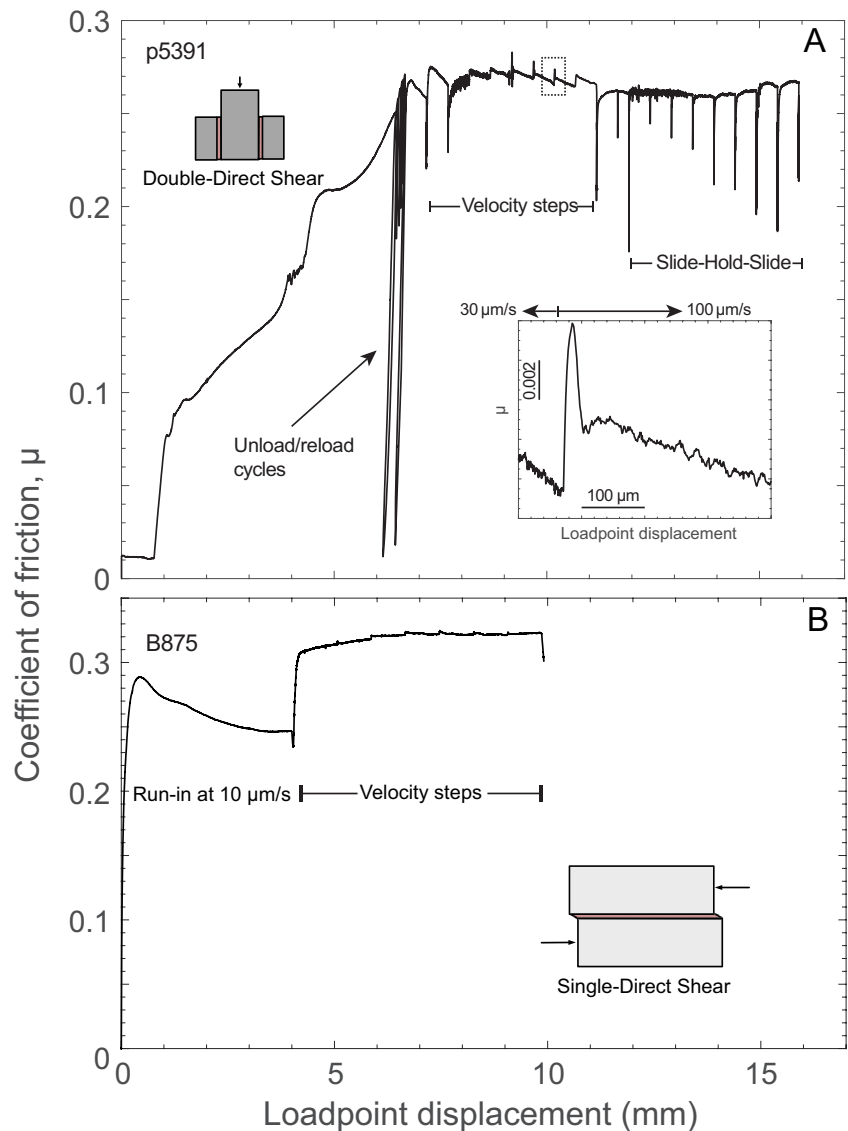 A
p5391
0.3
0.2
0.1
0
Double-Direct Shear
Velocity steps
Slide-Hold-Slide
30 µm/s
100 µm/s
0.002
µ
100 µm
Loadpoint displacement
Unload/reload
cycles
Coefficient of friction, µ
B
B875
0.3
0.2
0.1
0
Run-in at 10 µm/s
Velocity steps
Single-Direct Shear
0
5
10
15
Loadpoint displacement (mm)